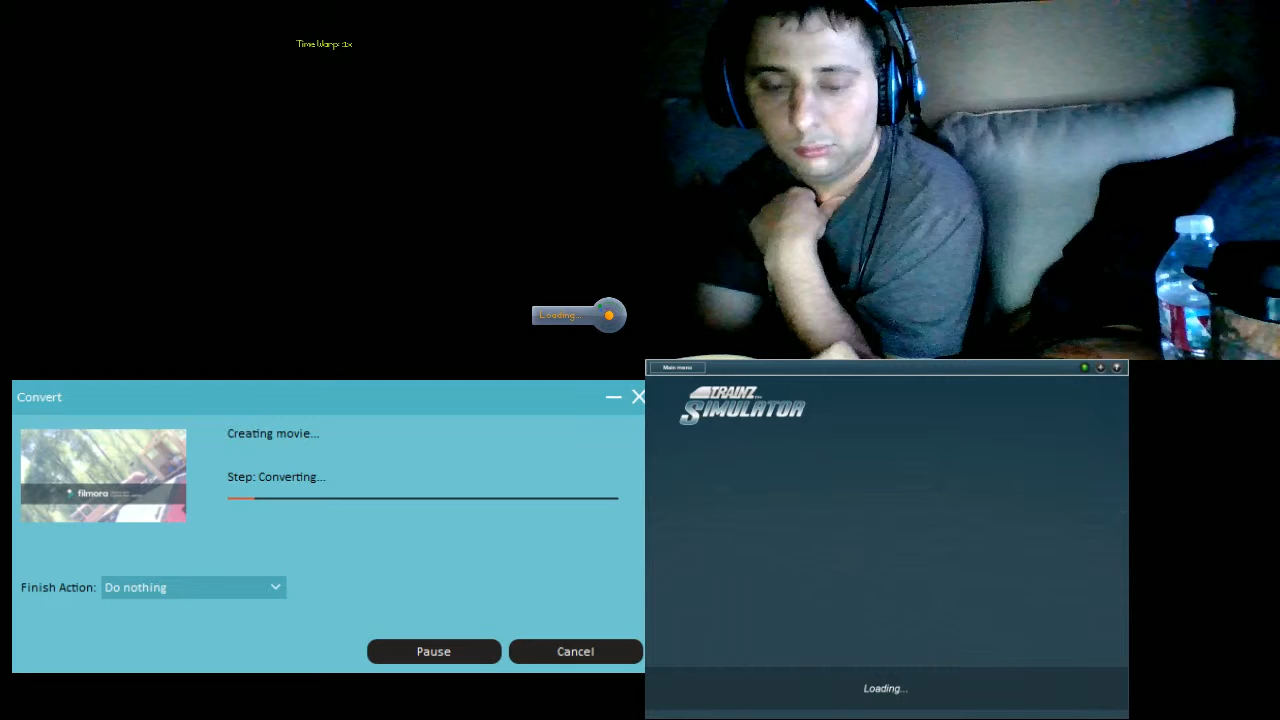 Time Warp: 1x
Loading...
Convert
Creating movie...
Step: Converting...
filmora
Finish Action: Do nothing
Pause
Cancel
Main menu
TRAINZ
SIMULATOR
Loading...